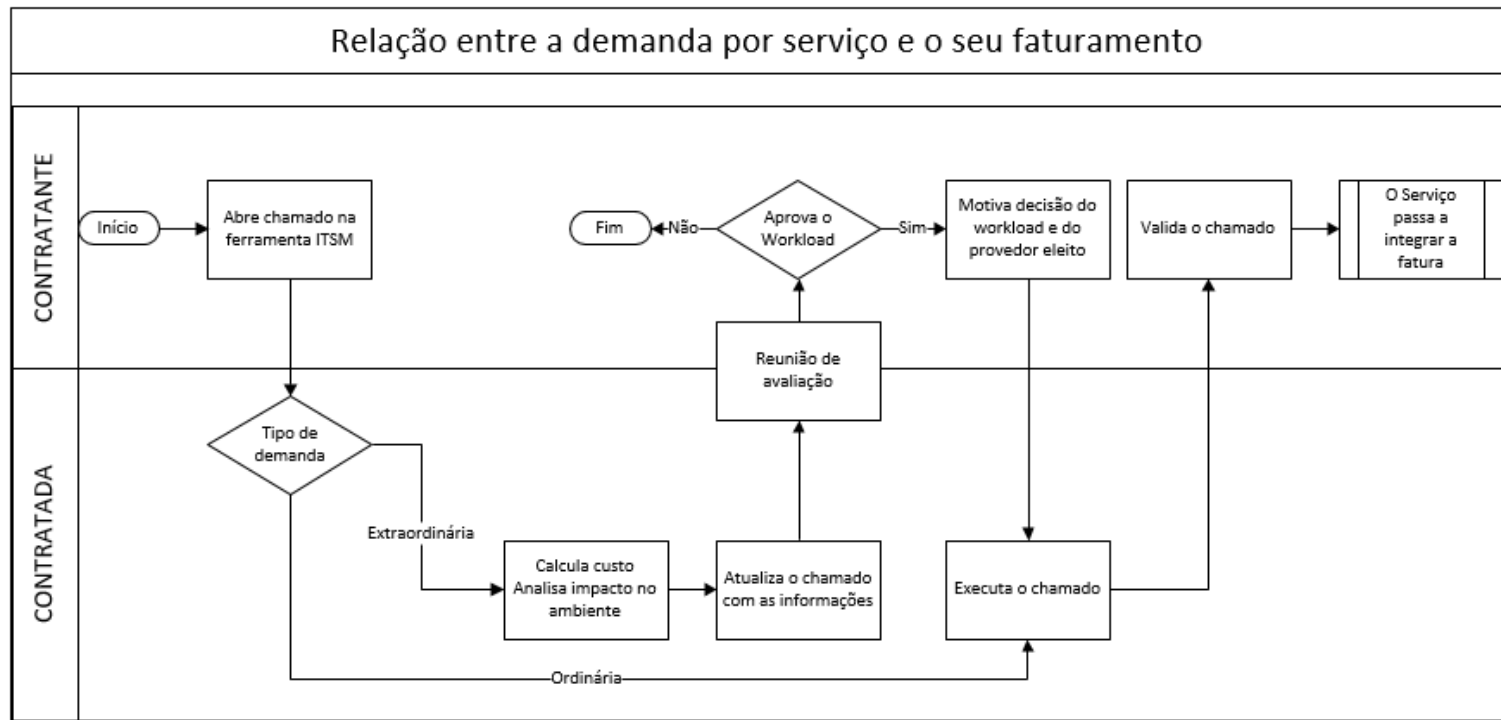 Relação entre a demanda por serviço e o seu faturamento
CONTRATANTE
Início
Abre chamado na
ferramenta ITSM
Fim
Não
Aprova o
Workload
Sim
Motiva decisão do
workload e do
provedor eleito
Valida o chamado
O Serviço
passa a
integrar a
fatura
Reunião de
avaliação
CONTRATADA
Tipo de
demanda
Extraordinária
Calcula custo
Analisa impacto no
ambiente
Atualiza o chamado
com as informações
Executa o chamado
Ordinária